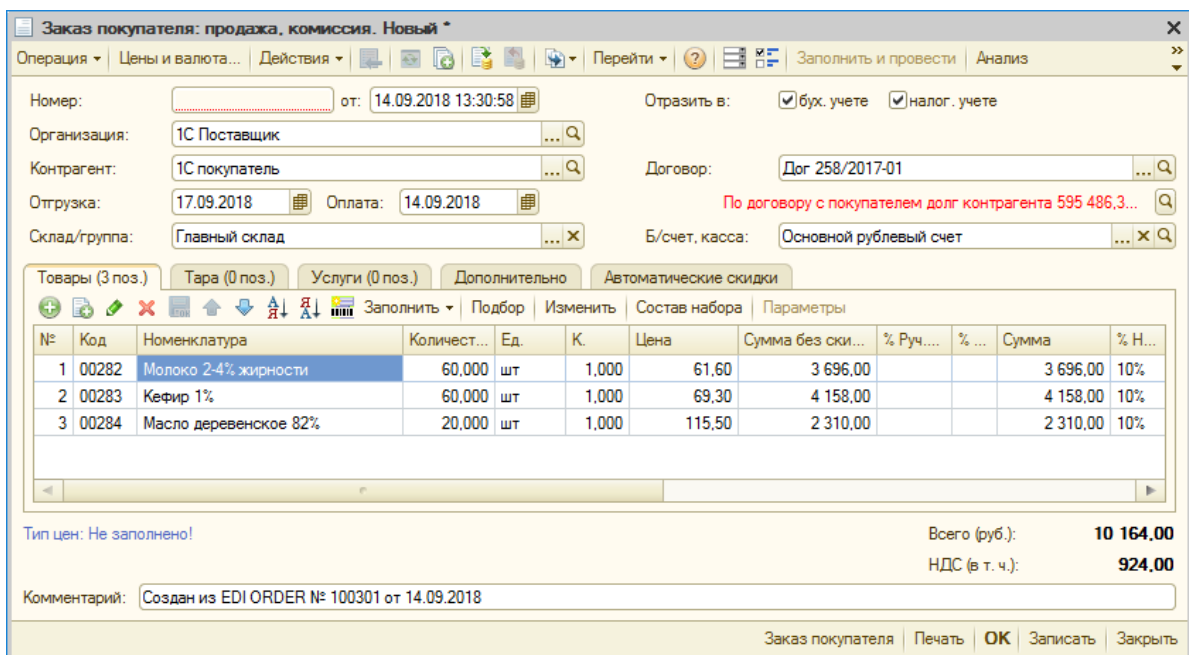 Заказ покупателя: продажа, комиссия. Новый *
Операция Цены и валюта... Действия Перейти Заполнить и провести Анализ
Номер: от: 14.09.2018 13:30:58 Отразить в: бух. учете налог. учете
Организация: 1С Поставщик
Контрагент: 1С покупатель Договор: Дог 258/2017-01
Отгрузка: 17.09.2018 Оплата: 14.09.2018 По договору с покупателем долг контрагента 595 486,3...
Склад/группа: Главный склад Б/счет, касса: Основной рублевый счет
Товары (3 поз.) Тара (0 поз.) Услуги (0 поз.) Дополнительно Автоматические скидки
Заполнить Подбор Изменить Состав набора Параметры
№ Код Номенклатура Количест... Ед. К. Цена Сумма без ски... % Руч.... % ... Сумма % Н...
1 00282 Молоко 2-4% жирности 60,000 шт 1,000 61,60 3 696,00 3 696,00 10%
2 00283 Кефир 1% 60,000 шт 1,000 69,30 4 158,00 4 158,00 10%
3 00284 Масло деревенское 82% 20,000 шт 1,000 115,50 2 310,00 2 310,00 10%
Тип цен: Не заполнено! Всего (руб.): 10 164,00
НДС (в т. ч.): 924,00
Комментарий: Создан из EDI ORDER № 100301 от 14.09.2018
Заказ покупателя Печать OK Записать Закрыть